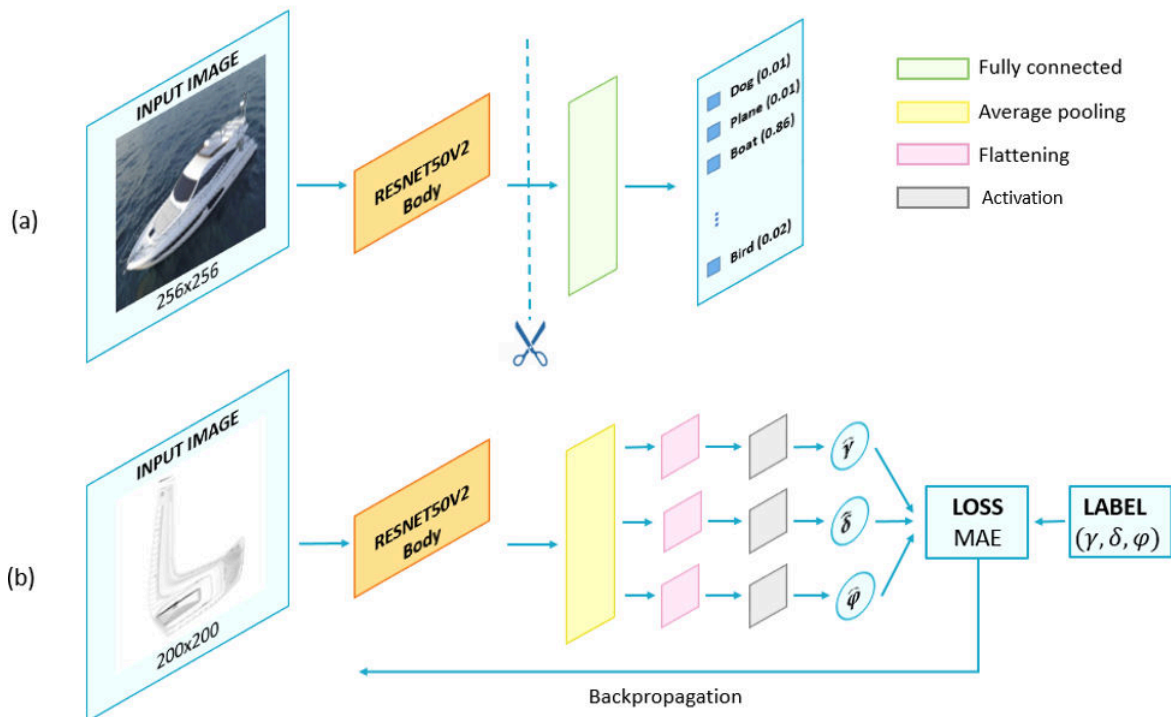 (a)
INPUT IMAGE
256x256
RESNET50V2
Body
Dog (0.01)
Plane (0.01)
Boat (0.86)
Bird (0.02)
Fully connected
Average pooling
Flattening
Activation
(b)
INPUT IMAGE
200x200
RESNET50V2
Body
γ̂
δ̂
φ̂
LOSS
MAE
LABEL
(γ, δ, φ)
Backpropagation